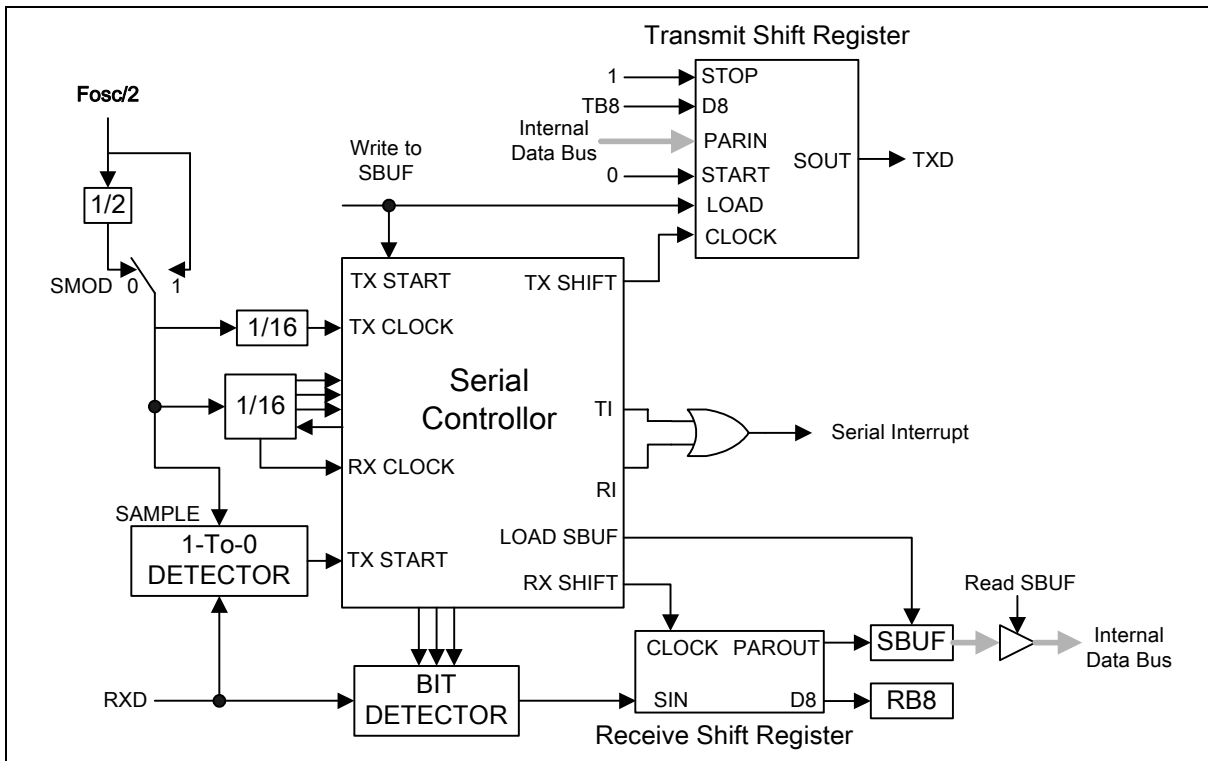 Transmit Shift Register
1
STOP
TB8
D8
Internal
Data Bus
PARIN
SOUT
TXD
0
START
LOAD
CLOCK
Fosc/2
Write to
SBUF
1/2
SMOD 0 1
TX START
TX SHIFT
1/16
TX CLOCK
Serial
Controllor
1/16
TI
Serial Interrupt
RX CLOCK
RI
SAMPLE
1-To-0
DETECTOR
TX START
LOAD SBUF
RX SHIFT
Read SBUF
CLOCK PAROUT
SBUF
Internal
Data Bus
RXD
BIT
DETECTOR
SIN
D8
RB8
Receive Shift Register